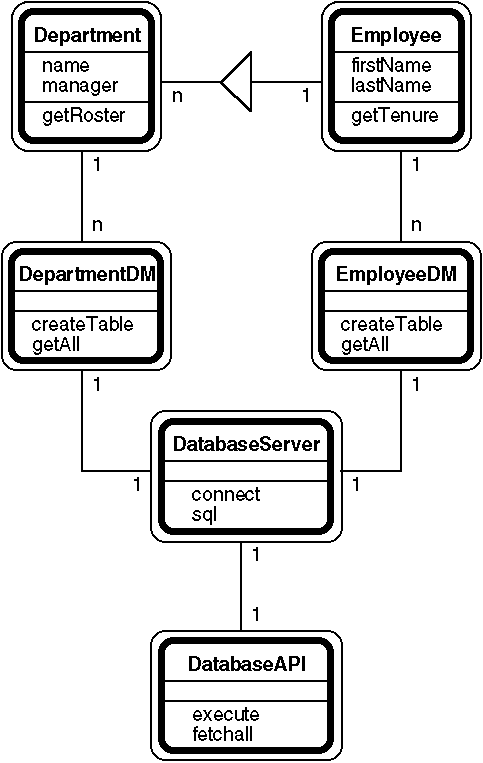 Department
name
manager
getRoster
Employee
firstName
lastName
getTenure
n
1
1
1
n
n
DepartmentDM
createTable
getAll
EmployeeDM
createTable
getAll
1
1
DatabaseServer
connect
sql
1
1
1
1
DatabaseAPI
execute
fetchall